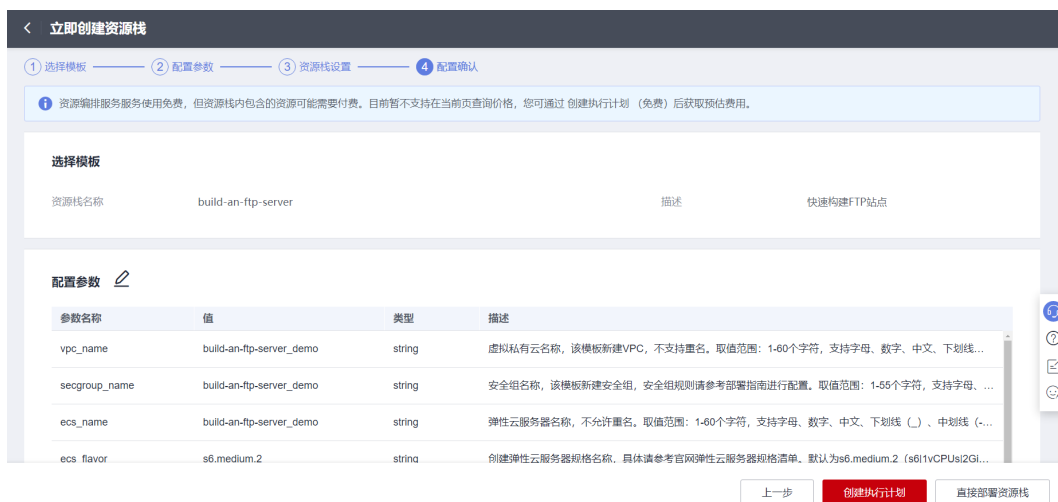 立即创建资源栈
1 选择模板 2 配置参数 3 资源栈设置 4 配置确认
资源编排服务服务使用免费，但资源栈内包含的资源可能需要付费。目前暂不支持在当前页查询价格，您可通过 创建执行计划 （免费）后获取预估费用。
选择模板
资源栈名称 build-an-ftp-server 描述 快速构建FTP站点
配置参数
参数名称 值 类型 描述
vpc_name build-an-ftp-server_demo string 虚拟私有云名称，该模板新建VPC，不支持重名。取值范围：1-60个字符，支持字母、数字、中文、下划线...
secgroup_name build-an-ftp-server_demo string 安全组名称，该模板新建安全组，安全组规则请参考部署指南进行配置。取值范围：1-55个字符，支持字母、...
ecs_name build-an-ftp-server_demo string 弹性云服务器名称，不允许重名。取值范围：1-60个字符，支持字母、数字、中文、下划线（_）、中划线（-...
ecs_flavor s6.medium.2 string 创建弹性云服务器规格名称，具体请参考官网弹性云服务器规格清单。默认为s6.medium.2（s6|1vCPUs|2Gi...
上一步 创建执行计划 直接部署资源栈